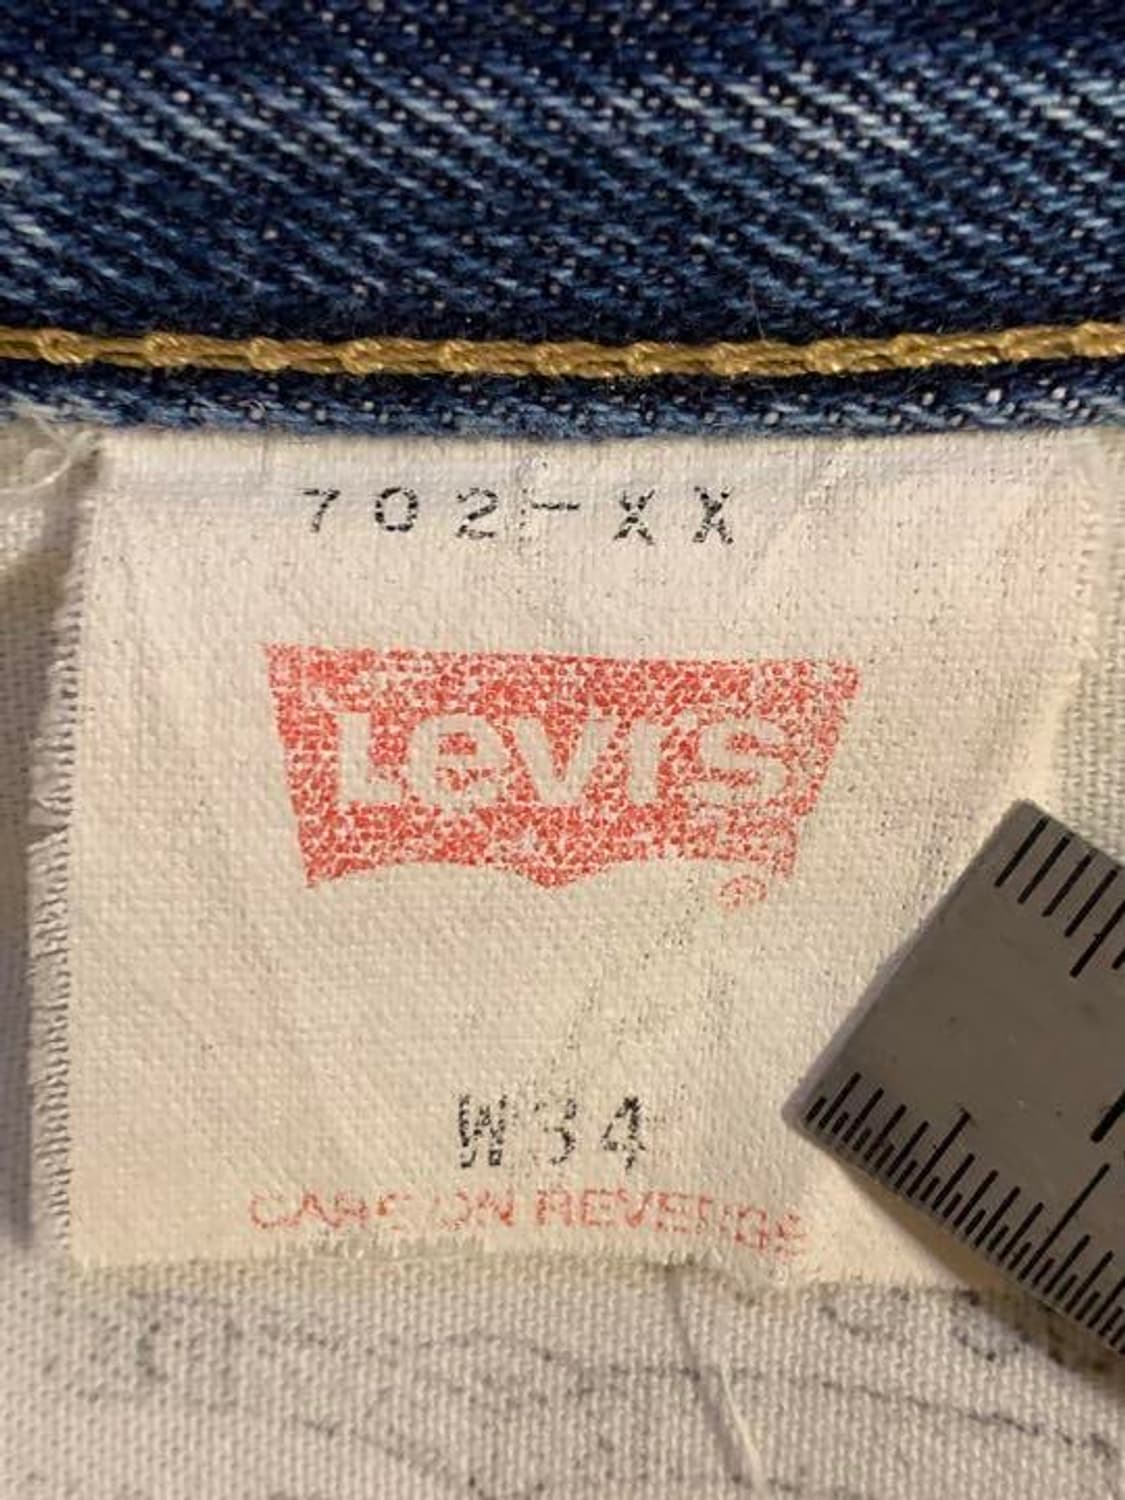 702-XX
Levi's
®
W34
CARE ON REVERSE